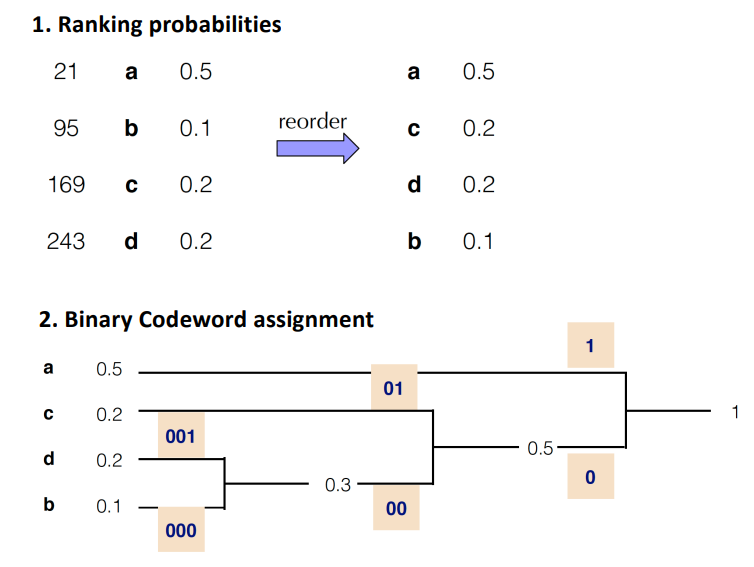 1. Ranking probabilities
21 a 0.5 a 0.5
95 b 0.1 reorder c 0.2
169 c 0.2 d 0.2
243 d 0.2 b 0.1
2. Binary Codeword assignment
1
a 0.5
01
c 0.2 1
001
0.5
d 0.2
0
0.3
b 0.1
00
000